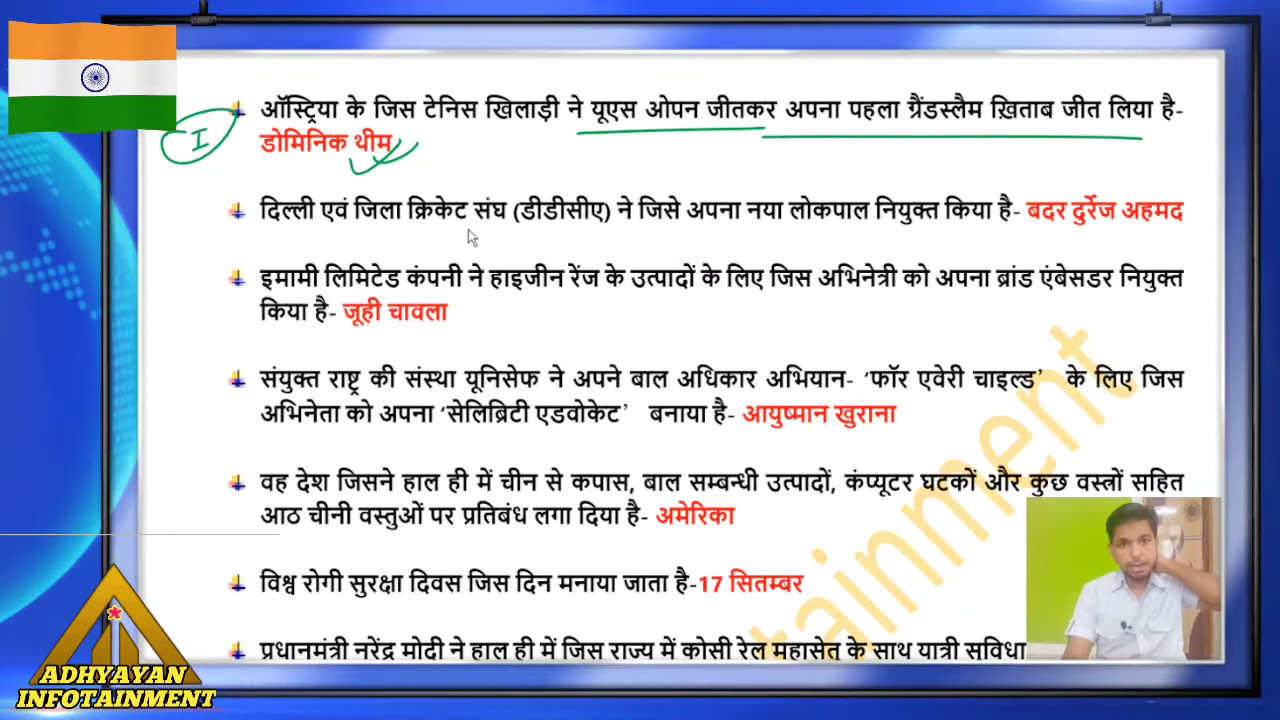 ऑस्ट्रिया के जिस टेनिस खिलाड़ी ने यूएस ओपन जीतकर अपना पहला ग्रैंडस्लैम ख़िताब जीत लिया है-
I
डोमिनिक थीम
दिल्ली एवं जिला क्रिकेट संघ (डीडीसीए) ने जिसे अपना नया लोकपाल नियुक्त किया है- बदर दुर्रेज अहमद
इमामी लिमिटेड कंपनी ने हाइजीन रेंज के उत्पादों के लिए जिस अभिनेत्री को अपना ब्रांड एंबेसडर नियुक्त
किया है- जूही चावला
संयुक्त राष्ट्र की संस्था यूनिसेफ ने अपने बाल अधिकार अभियान- ‘फॉर एवेरी चाइल्ड’ के लिए जिस
अभिनेता को अपना ‘सेलिब्रिटी एडवोकेट’ बनाया है- आयुष्मान खुराना
वह देश जिसने हाल ही में चीन से कपास, बाल सम्बन्धी उत्पादों, कंप्यूटर घटकों और कुछ वस्त्रों सहित
आठ चीनी वस्तुओं पर प्रतिबंध लगा दिया है- अमेरिका
विश्व रोगी सुरक्षा दिवस जिस दिन मनाया जाता है-17 सितम्बर
प्रधानमंत्री नरेंद्र मोदी ने हाल ही में जिस राज्य में कोसी रेल महासेतु के साथ यात्री सुविधा
tainment
ADHYAYAN
INFOTAINMENT